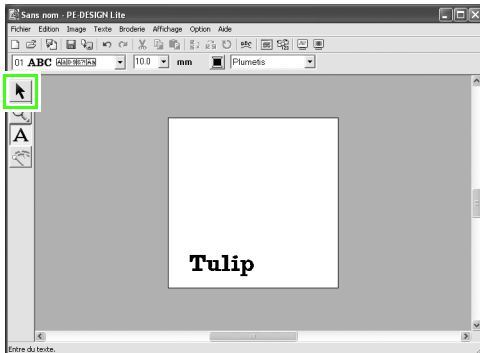 Sans nom - PE-DESIGN Lite
Fichier Edition Image Texte Broderie Affichage Option Aide
01 ABC 10.0 mm Plumetis
A
Tulip
Entre du texte.